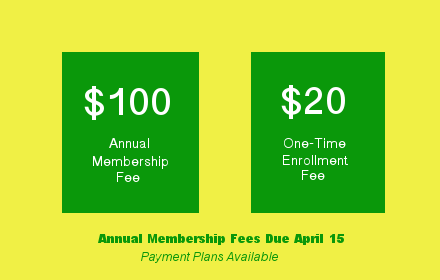 $100
Annual
Membership
Fee
$20
One-Time
Enrollment
Fee
Annual Membership Fees Due April 15
Payment Plans Available